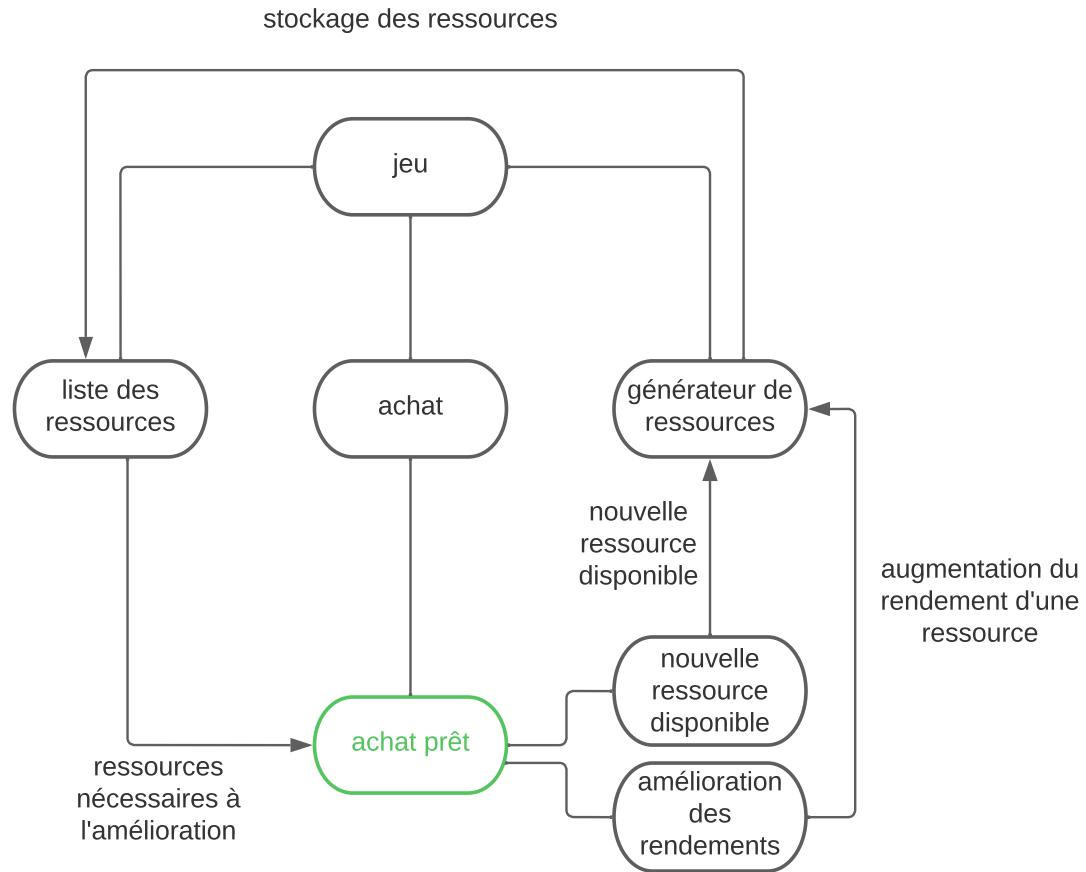 stockage des ressources
jeu
liste des
ressources
achat
générateur de
ressources
nouvelle
ressource
disponible
augmentation du
rendement d'une
ressource
nouvelle
ressource
disponible
achat prêt
ressources
nécessaires à
l'amélioration
amélioration
des
rendements